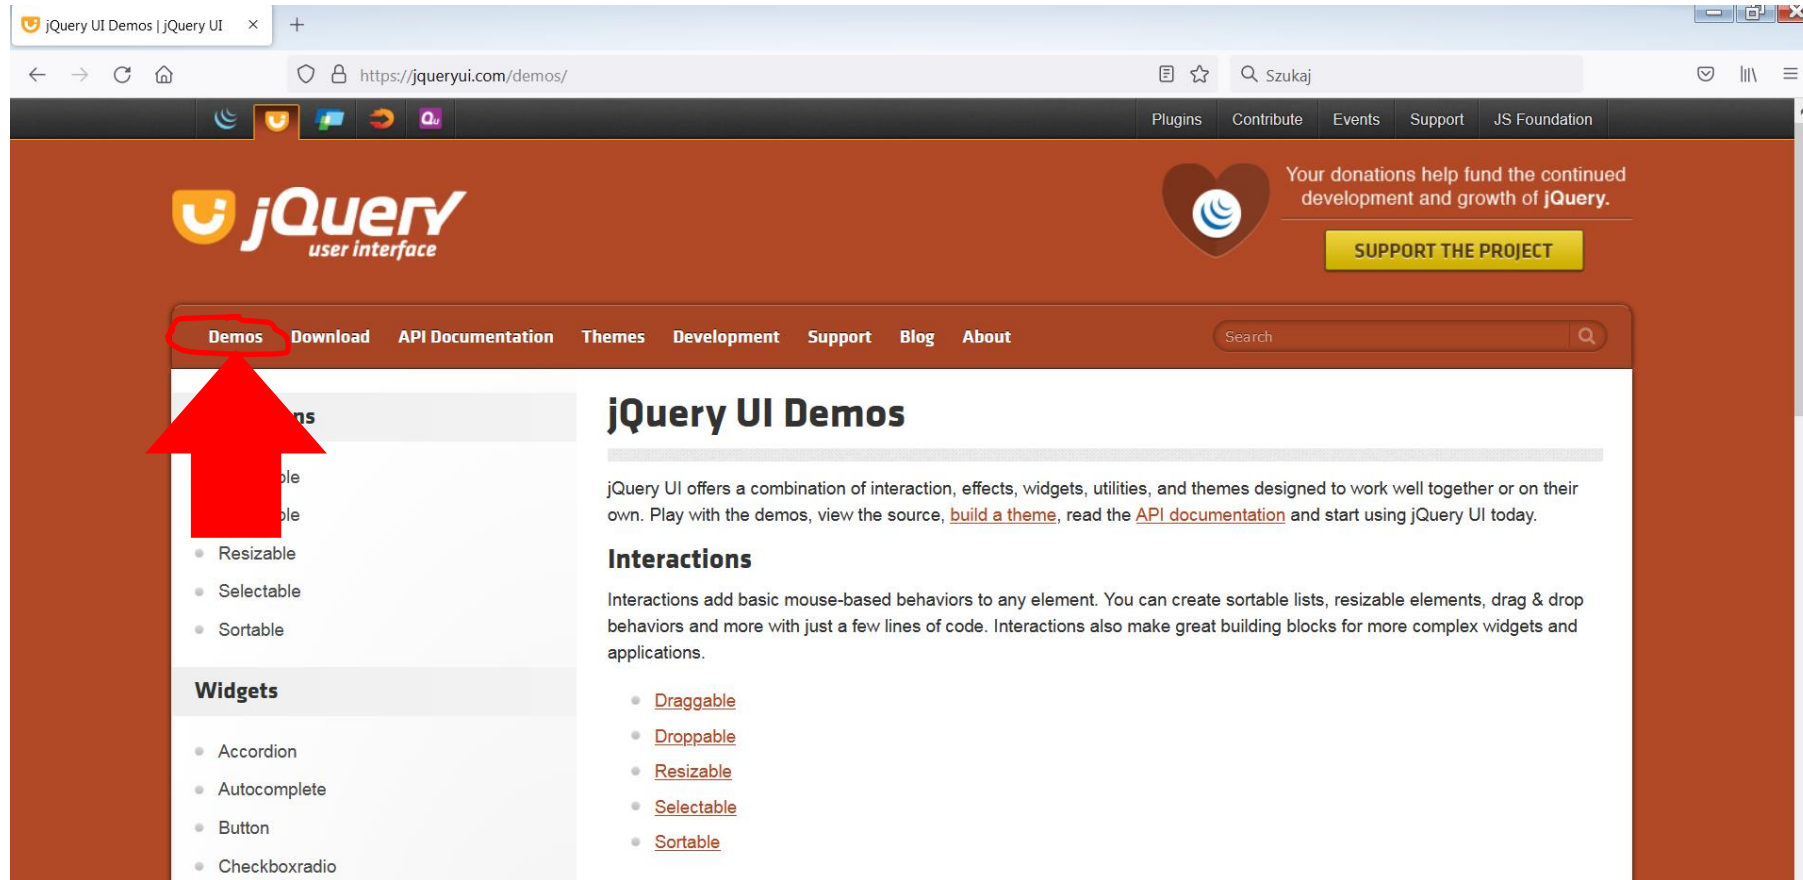 jQuery UI Demos | jQuery UI
https://jqueryui.com/demos/
Szukaj
Qu
Plugins Contribute Events Support JS Foundation
jQuery
user interface
Your donations help fund the continued
development and growth of jQuery.
SUPPORT THE PROJECT
Demos Download API Documentation Themes Development Support Blog About
Search
Resizable
Selectable
Sortable
Widgets
Accordion
Autocomplete
Button
Checkboxradio
jQuery UI Demos
jQuery UI offers a combination of interaction, effects, widgets, utilities, and themes designed to work well together or on their
own. Play with the demos, view the source, build a theme, read the API documentation and start using jQuery UI today.
Interactions
Interactions add basic mouse-based behaviors to any element. You can create sortable lists, resizable elements, drag & drop
behaviors and more with just a few lines of code. Interactions also make great building blocks for more complex widgets and
applications.
Draggable
Droppable
Resizable
Selectable
Sortable